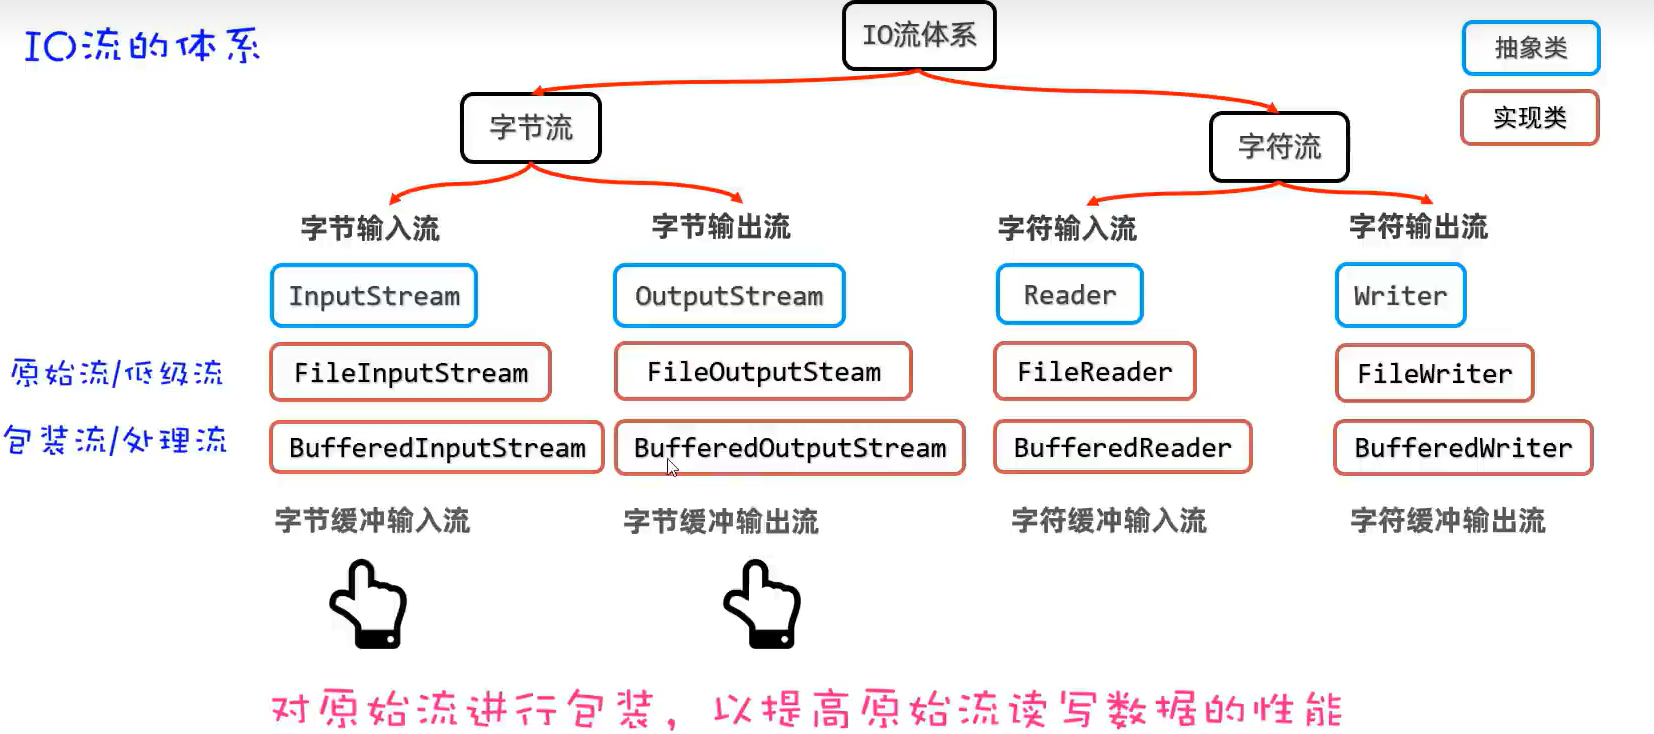 IO流的体系
IO流体系
抽象类
实现类
字节流
字符流
字节输入流
字节输出流
字符输入流
字符输出流
InputStream
OutputStream
Reader
Writer
原始流/低级流
FileInputStream
FileOutputSteam
FileReader
FileWriter
包装流/处理流
BufferedInputStream
BufferedOutputStream
BufferedReader
BufferedWriter
字节缓冲输入流
字节缓冲输出流
字符缓冲输入流
字符缓冲输出流
对原始流进行包装，以提高原始流读写数据的性能